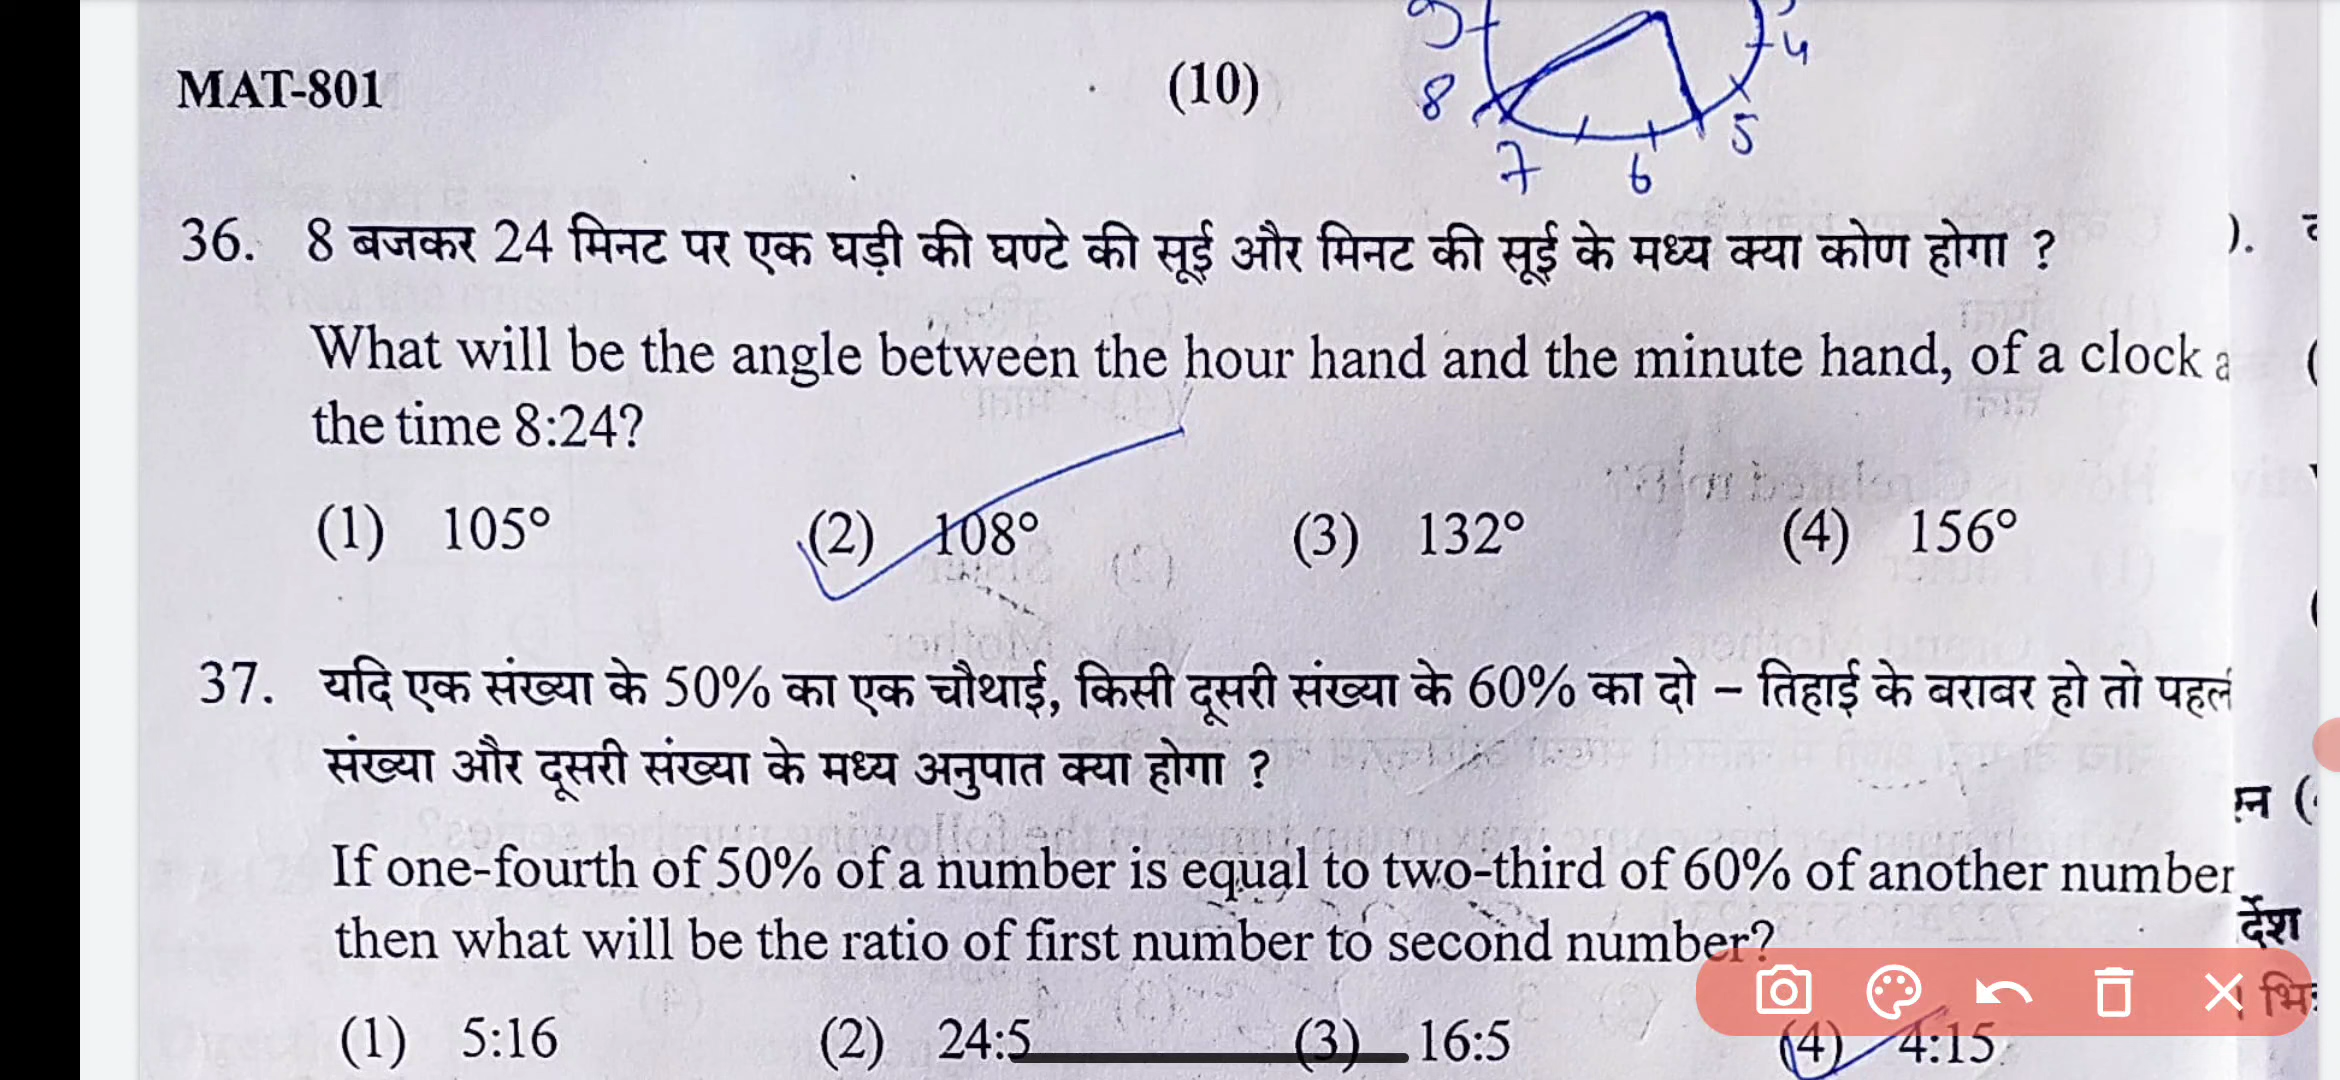 9
4
8
5
7
6
MAT-801
(10)
36. 8 बजकर 24 मिनट पर एक घड़ी की घण्टे की सूई और मिनट की सूई के मध्य क्या कोण होगा ?
What will be the angle between the hour hand and the minute hand, of a clock a
the time 8:24?
(1) 105° (2) 108° (3) 132° (4) 156°
37. यदि एक संख्या के 50% का एक चौथाई, किसी दूसरी संख्या के 60% का दो – तिहाई के बराबर हो तो पहली
संख्या और दूसरी संख्या के मध्य अनुपात क्या होगा ?
If one-fourth of 50% of a number is equal to two-third of 60% of another number
then what will be the ratio of first number to second number?
(1) 5:16 (2) 24:5 (3) 16:5 (4) 4:15